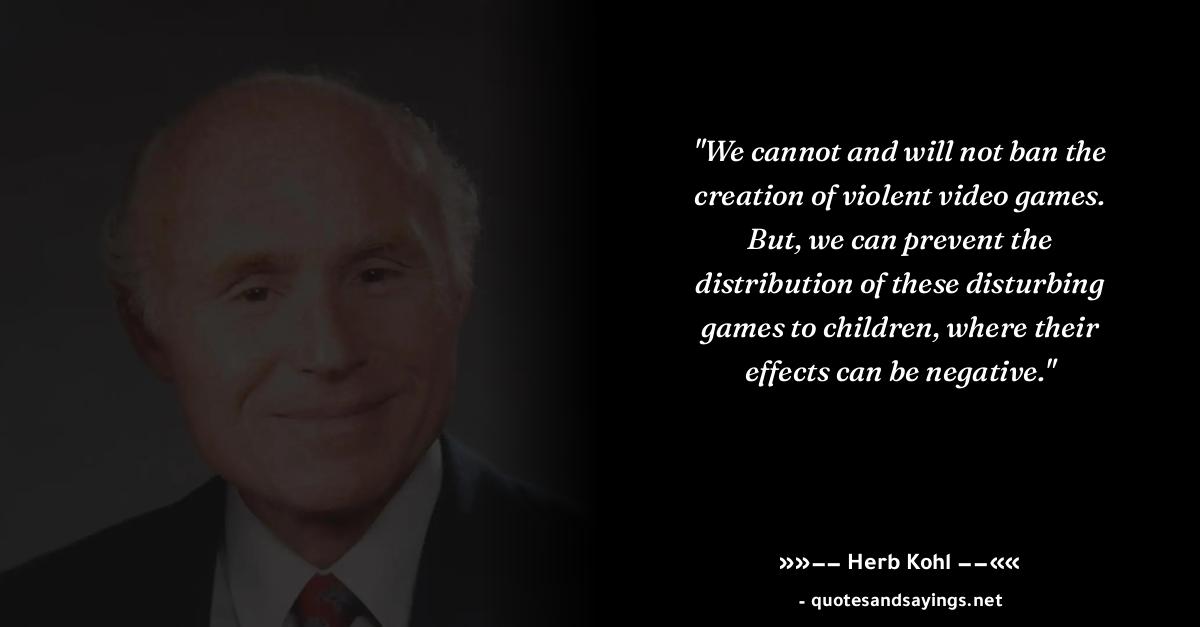 "We cannot and will not ban the
creation of violent video games.
But, we can prevent the
distribution of these disturbing
games to children, where their
effects can be negative."
»»–– Herb Kohl ––««
- quotesandsayings.net